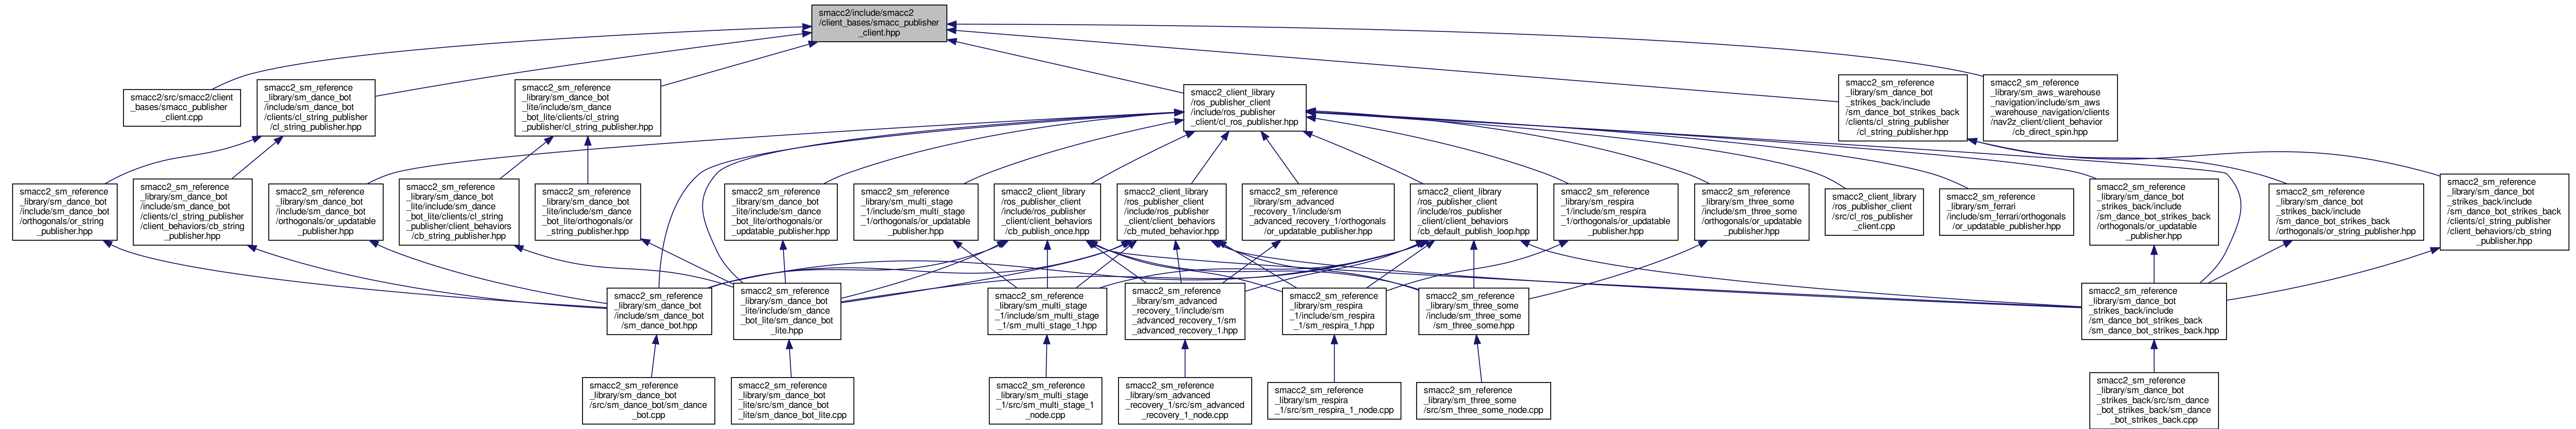 smacc2/include/smacc2
/client_bases/smacc_publisher
_client.hpp
smacc2/src/smacc2/client
_bases/smacc_publisher
_client.cpp
smacc2_sm_reference
_library/sm_dance_bot
/include/sm_dance_bot
/clients/cl_string_publisher
/cl_string_publisher.hpp
smacc2_sm_reference
_library/sm_dance_bot
_lite/include/sm_dance
_bot_lite/clients/cl_string
_publisher/cl_string_publisher.hpp
smacc2_client_library
/ros_publisher_client
/include/ros_publisher
_client/cl_ros_publisher.hpp
smacc2_sm_reference
_library/sm_dance_bot
_strikes_back/include
/sm_dance_bot_strikes_back
/clients/cl_string_publisher
/cl_string_publisher.hpp
smacc2_sm_reference
_library/sm_aws_warehouse
_navigation/include/sm_aws
_warehouse_navigation/clients
/nav2z_client/client_behavior
/cb_direct_spin.hpp
smacc2_sm_reference
_library/sm_dance_bot
/include/sm_dance_bot
/orthogonals/or_string
_publisher.hpp
smacc2_sm_reference
_library/sm_dance_bot
/include/sm_dance_bot
/clients/cl_string_publisher
/client_behaviors/cb_string
_publisher.hpp
smacc2_sm_reference
_library/sm_dance_bot
/include/sm_dance_bot
/orthogonals/or_updatable
_publisher.hpp
smacc2_sm_reference
_library/sm_dance_bot
_lite/include/sm_dance
_bot_lite/clients/cl_string
_publisher/client_behaviors
/cb_string_publisher.hpp
smacc2_sm_reference
_library/sm_dance_bot
_lite/include/sm_dance
_bot_lite/orthogonals/or
_string_publisher.hpp
smacc2_sm_reference
_library/sm_dance_bot
_lite/include/sm_dance
_bot_lite/orthogonals/or
_updatable_publisher.hpp
smacc2_sm_reference
_library/sm_multi_stage
_1/include/sm_multi_stage
_1/orthogonals/or_updatable
_publisher.hpp
smacc2_client_library
/ros_publisher_client
/include/ros_publisher
_client/client_behaviors
/cb_publish_once.hpp
smacc2_client_library
/ros_publisher_client
/include/ros_publisher
_client/client_behaviors
/cb_muted_behavior.hpp
smacc2_sm_reference
_library/sm_advanced
_recovery_1/include/sm
_advanced_recovery_1/orthogonals
/or_updatable_publisher.hpp
smacc2_client_library
/ros_publisher_client
/include/ros_publisher
_client/client_behaviors
/cb_default_publish_loop.hpp
smacc2_sm_reference
_library/sm_respira
_1/include/sm_respira
_1/orthogonals/or_updatable
_publisher.hpp
smacc2_sm_reference
_library/sm_three_some
/include/sm_three_some
/orthogonals/or_updatable
_publisher.hpp
smacc2_client_library
/ros_publisher_client
/src/cl_ros_publisher
_client.cpp
smacc2_sm_reference
_library/sm_ferrari
/include/sm_ferrari/orthogonals
/or_updatable_publisher.hpp
smacc2_sm_reference
_library/sm_dance_bot
_strikes_back/include
/sm_dance_bot_strikes_back
/orthogonals/or_updatable
_publisher.hpp
smacc2_sm_reference
_library/sm_dance_bot
_strikes_back/include
/sm_dance_bot_strikes_back
/orthogonals/or_string_publisher.hpp
smacc2_sm_reference
_library/sm_dance_bot
_strikes_back/include
/sm_dance_bot_strikes_back
/clients/cl_string_publisher
/client_behaviors/cb_string
_publisher.hpp
smacc2_sm_reference
_library/sm_dance_bot
/include/sm_dance_bot
/sm_dance_bot.hpp
smacc2_sm_reference
_library/sm_dance_bot
_lite/include/sm_dance
_bot_lite/sm_dance_bot
_lite.hpp
smacc2_sm_reference
_library/sm_multi_stage
_1/include/sm_multi_stage
_1/sm_multi_stage_1.hpp
smacc2_sm_reference
_library/sm_advanced
_recovery_1/include/sm
_advanced_recovery_1/sm
_advanced_recovery_1.hpp
smacc2_sm_reference
_library/sm_respira
_1/include/sm_respira
_1/sm_respira_1.hpp
smacc2_sm_reference
_library/sm_three_some
/include/sm_three_some
/sm_three_some.hpp
smacc2_sm_reference
_library/sm_dance_bot
_strikes_back/include
/sm_dance_bot_strikes_back
/sm_dance_bot_strikes_back.hpp
smacc2_sm_reference
_library/sm_dance_bot
/src/sm_dance_bot/sm_dance
_bot.cpp
smacc2_sm_reference
_library/sm_dance_bot
_lite/src/sm_dance_bot
_lite/sm_dance_bot_lite.cpp
smacc2_sm_reference
_library/sm_multi_stage
_1/src/sm_multi_stage_1
_node.cpp
smacc2_sm_reference
_library/sm_advanced
_recovery_1/src/sm_advanced
_recovery_1_node.cpp
smacc2_sm_reference
_library/sm_respira
_1/src/sm_respira_1_node.cpp
smacc2_sm_reference
_library/sm_three_some
/src/sm_three_some_node.cpp
smacc2_sm_reference
_library/sm_dance_bot
_strikes_back/src/sm_dance
_bot_strikes_back/sm_dance
_bot_strikes_back.cpp